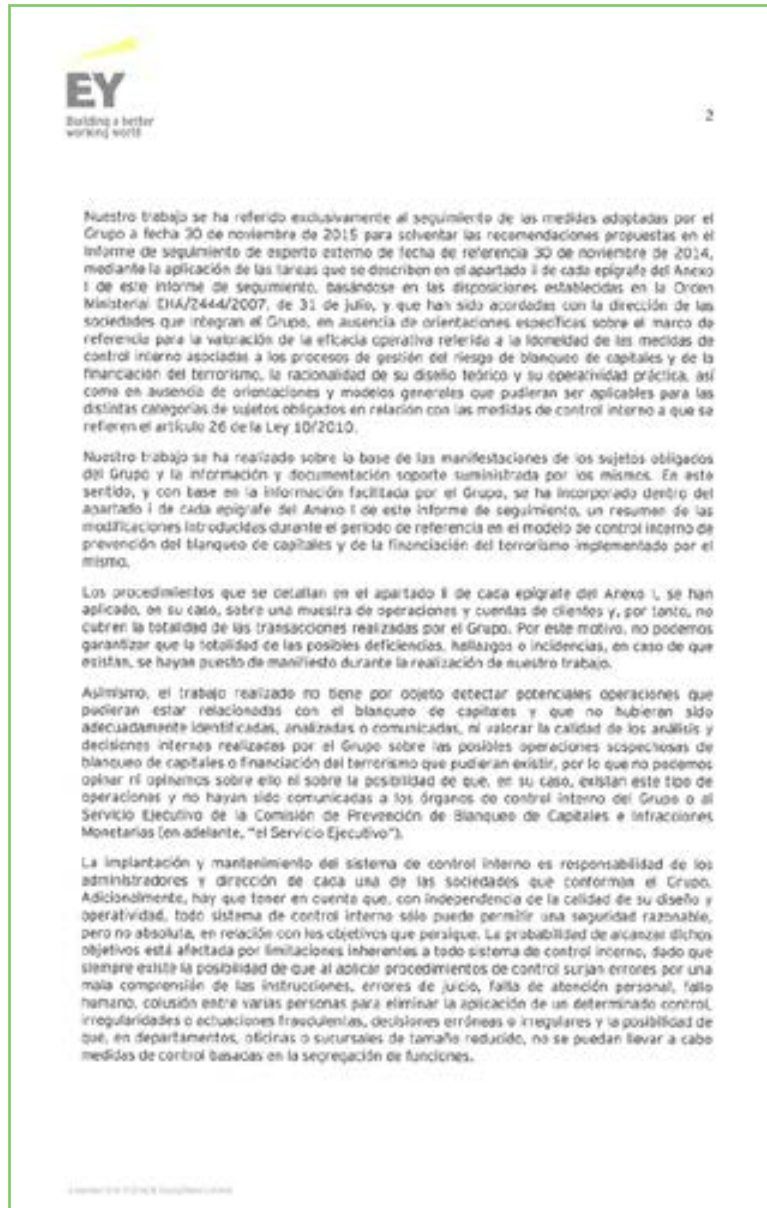 EY
Building a better
working world
2
Nuestro trabajo se ha referido exclusivamente al seguimiento de las medidas adoptadas por el
Grupo a fecha 30 de noviembre de 2015 para solventar las recomendaciones propuestas en el
informe de seguimiento de experto externo de fecha de referencia 30 de noviembre de 2014,
mediante la aplicación de las tareas que se describen en el apartado ii de cada epígrafe del Anexo
I de este informe de seguimiento, basándose en las disposiciones establecidas en la Orden
Ministerial EHA/2444/2007, de 31 de julio, y que han sido acordadas con la dirección de las
sociedades que integran el Grupo, en ausencia de orientaciones específicas sobre el marco de
referencia para la valoración de la eficacia operativa referida a la idoneidad de las medidas de
control interno asociadas a los procesos de gestión del riesgo de blanqueo de capitales y de la
financiación del terrorismo, la racionalidad de su diseño teórico y su operatividad práctica, así
como en ausencia de orientaciones y modelos generales que pudieran ser aplicables para las
distintas categorías de sujetos obligados en relación con las medidas de control interno a que se
refieren el artículo 26 de la Ley 10/2010.
Nuestro trabajo se ha realizado sobre la base de las manifestaciones de los sujetos obligados
del Grupo y la información y documentación soporte suministrada por los mismos. En este
sentido, y con base en la información facilitada por el Grupo, se ha incorporado dentro del
apartado i de cada epígrafe del Anexo I de este informe de seguimiento, un resumen de las
modificaciones introducidas durante el periodo de referencia en el modelo de control interno de
prevención del blanqueo de capitales y de la financiación del terrorismo implementado por el
mismo.
Los procedimientos que se detallan en el apartado ii de cada epígrafe del Anexo I, se han
aplicado, en su caso, sobre una muestra de operaciones y cuentas de clientes y, por tanto, no
cubren la totalidad de las transacciones realizadas por el Grupo. Por este motivo, no podemos
garantizar que la totalidad de las posibles deficiencias, hallazgos o incidencias, en caso de que
existan, se hayan puesto de manifiesto durante la realización de nuestro trabajo.
Asimismo, el trabajo realizado no tiene por objeto detectar potenciales operaciones que
pudieran estar relacionadas con el blanqueo de capitales y que no hubieran sido
adecuadamente identificadas, analizadas o comunicadas, ni valorar la calidad de los análisis y
decisiones internas realizadas por el Grupo sobre las posibles operaciones sospechosas de
blanqueo de capitales o financiación del terrorismo que pudieran existir, por lo que no podemos
opinar ni opinamos sobre ello ni sobre la posibilidad de que, en su caso, existan este tipo de
operaciones y no hayan sido comunicadas a los órganos de control interno del Grupo o al
Servicio Ejecutivo de la Comisión de Prevención de Blanqueo de Capitales e Infracciones
Monetarias (en adelante, "el Servicio Ejecutivo").
La implantación y mantenimiento del sistema de control interno es responsabilidad de los
administradores y dirección de cada una de las sociedades que conforman el Grupo.
Adicionalmente, hay que tener en cuenta que, con independencia de la calidad de su diseño y
operatividad, todo sistema de control interno sólo puede permitir una seguridad razonable,
pero no absoluta, en relación con los objetivos que persigue. La probabilidad de alcanzar dichos
objetivos está afectada por limitaciones inherentes a todo sistema de control interno, dado que
siempre existe la posibilidad de que al aplicar procedimientos de control surjan errores por una
mala comprensión de las instrucciones, errores de juicio, falta de atención personal, fallo
humano, colusión entre varias personas para eliminar la aplicación de un determinado control,
irregularidades o actuaciones fraudulentas, decisiones erróneas o irregulares y la posibilidad de
que, en departamentos, oficinas o sucursales de tamaño reducido, no se puedan llevar a cabo
medidas de control basadas en la segregación de funciones.